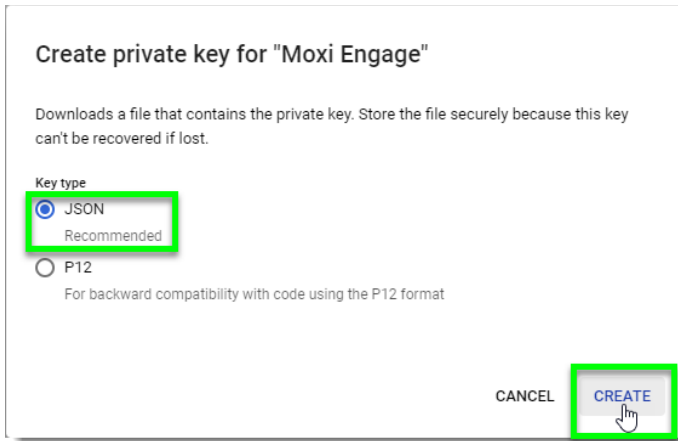 Create private key for "Moxi Engage"
Downloads a file that contains the private key. Store the file securely because this key
can't be recovered if lost.
Key type
JSON
Recommended
P12
For backward compatibility with code using the P12 format
CANCEL CREATE